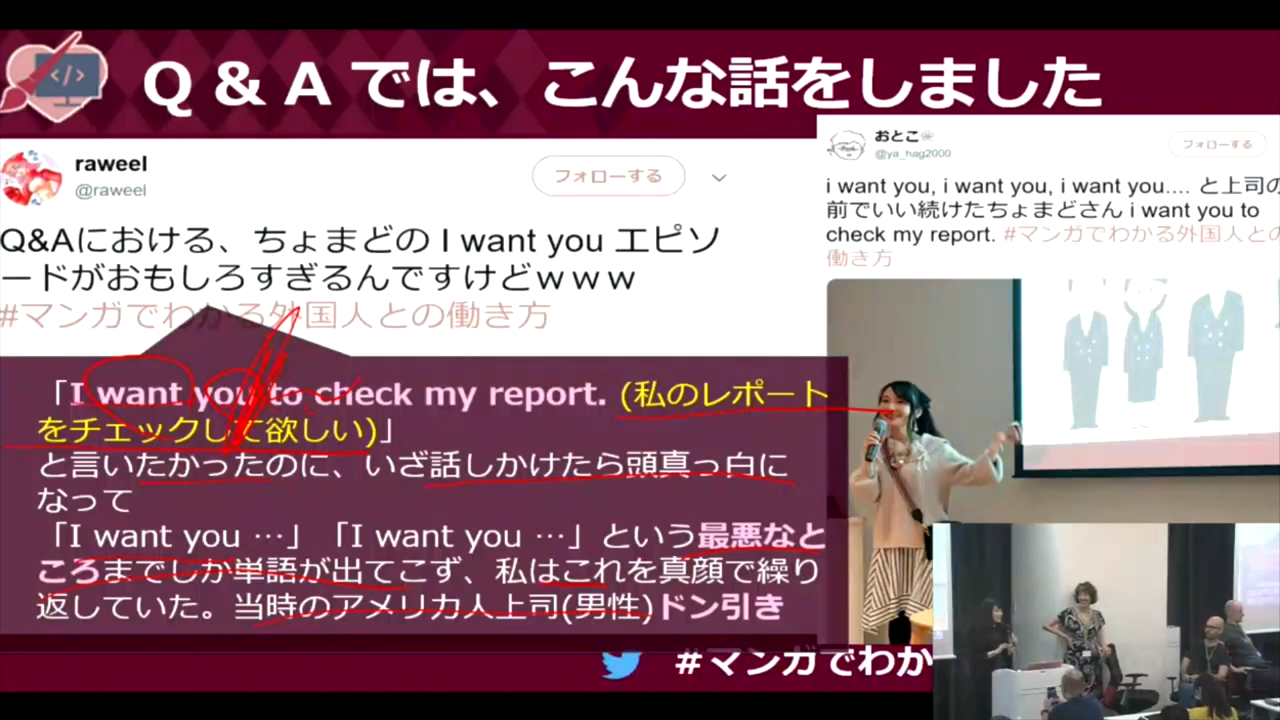 </>
Q & A では、こんな話をしました
raweel
@raweel
フォローする
Q&Aにおける、ちょまどの I want you エピソ
ードがおもしろすぎるんですけどｗｗｗ
#マンガでわかる外国人との働き方
おとこ
@ya_hag2000
フォローする
i want you, i want you, i want you.... と上司の
前でいい続けたちょまどさん i want you to
check my report. #マンガでわかる外国人との
働き方
「I want you to check my report. (私のレポート
をチェックして欲しい)」
と言いたかったのに、いざ話しかけたら頭真っ白に
なって
「I want you …」「I want you …」という最悪なと
ころまでしか単語が出てこず、私はこれを真顔で繰り
返していた。当時のアメリカ人上司(男性)ドン引き
#マンガでわか